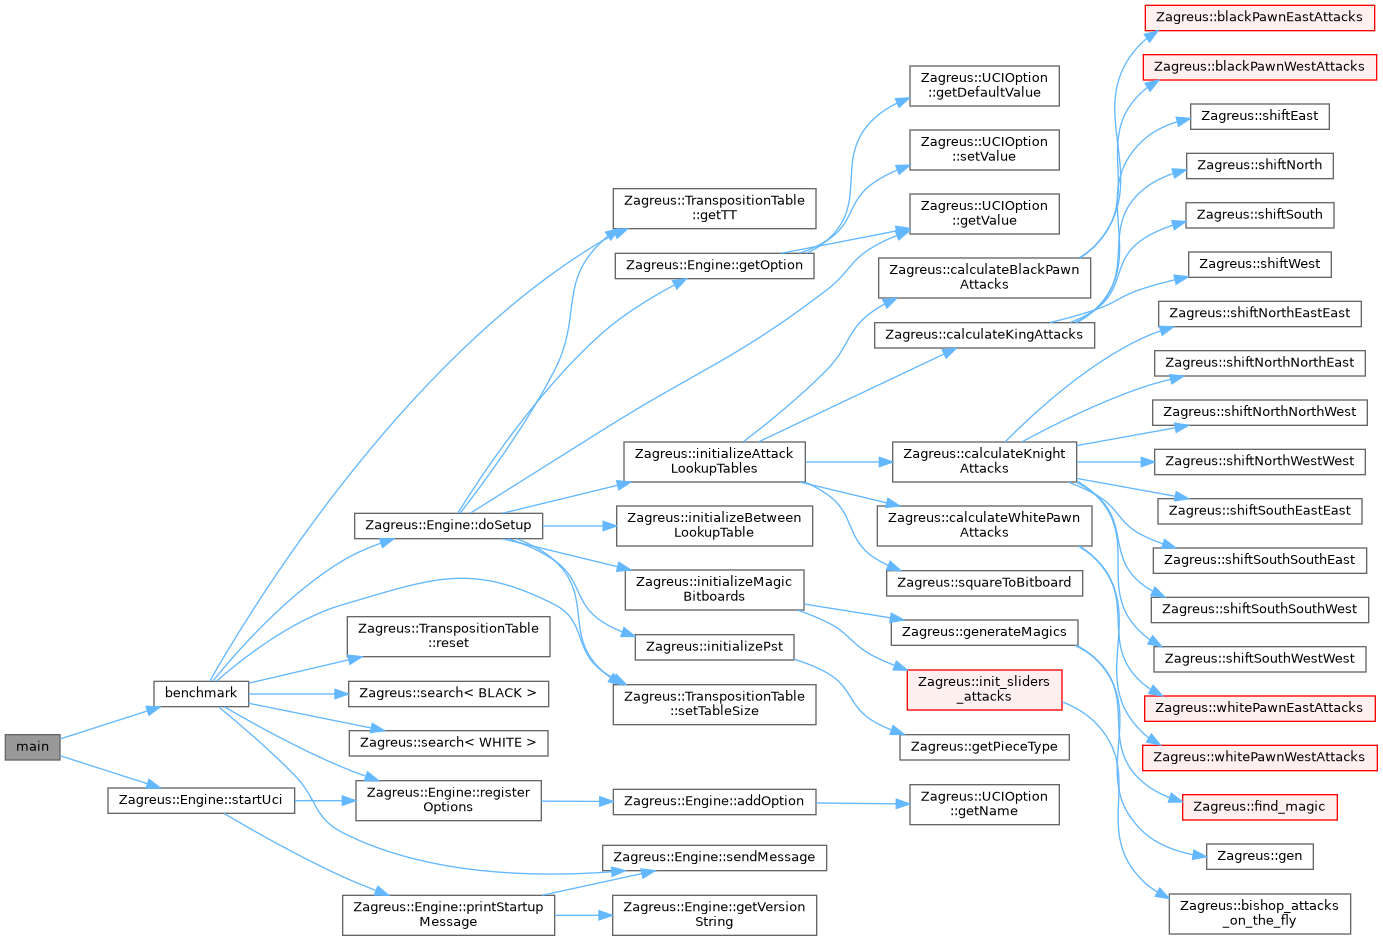 main
benchmark
Zagreus::Engine::startUci
Zagreus::Engine::doSetup
Zagreus::TranspositionTable
::reset
Zagreus::search< BLACK >
Zagreus::search< WHITE >
Zagreus::Engine::register
Options
Zagreus::Engine::printStartup
Message
Zagreus::TranspositionTable
::getTT
Zagreus::Engine::getOption
Zagreus::initializeAttack
LookupTables
Zagreus::initializeBetween
LookupTable
Zagreus::initializeMagic
Bitboards
Zagreus::initializePst
Zagreus::TranspositionTable
::setTableSize
Zagreus::Engine::addOption
Zagreus::Engine::sendMessage
Zagreus::Engine::getVersion
String
Zagreus::UCIOption
::getDefaultValue
Zagreus::UCIOption
::setValue
Zagreus::UCIOption
::getValue
Zagreus::calculateBlackPawn
Attacks
Zagreus::calculateKingAttacks
Zagreus::calculateKnight
Attacks
Zagreus::calculateWhitePawn
Attacks
Zagreus::squareToBitboard
Zagreus::generateMagics
Zagreus::init_sliders
_attacks
Zagreus::getPieceType
Zagreus::UCIOption
::getName
Zagreus::blackPawnEastAttacks
Zagreus::blackPawnWestAttacks
Zagreus::shiftEast
Zagreus::shiftNorth
Zagreus::shiftSouth
Zagreus::shiftWest
Zagreus::shiftNorthEastEast
Zagreus::shiftNorthNorthEast
Zagreus::shiftNorthNorthWest
Zagreus::shiftNorthWestWest
Zagreus::shiftSouthEastEast
Zagreus::shiftSouthSouthEast
Zagreus::shiftSouthSouthWest
Zagreus::shiftSouthWestWest
Zagreus::whitePawnEastAttacks
Zagreus::whitePawnWestAttacks
Zagreus::find_magic
Zagreus::gen
Zagreus::bishop_attacks
_on_the_fly